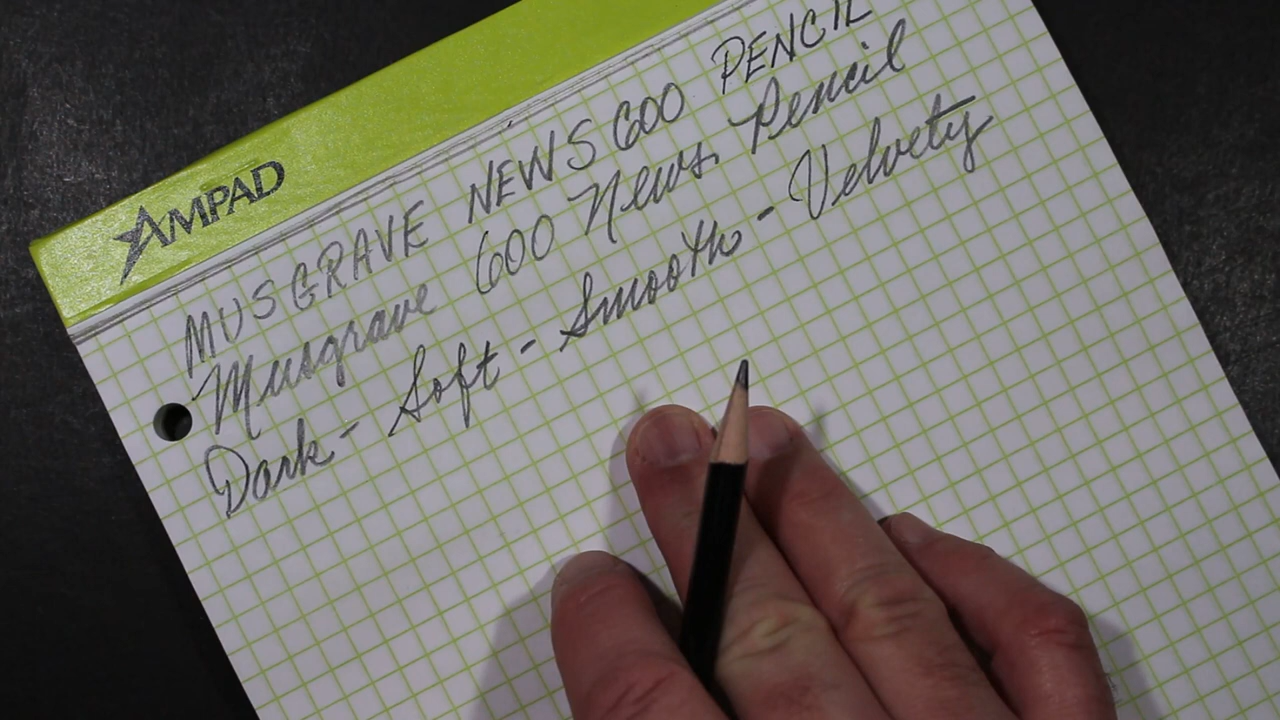 AMPAD
MUSGRAVE NEWS 600 PENCIL
Musgrave 600 News Pencil
Dark - Soft - Smooth - Velvety